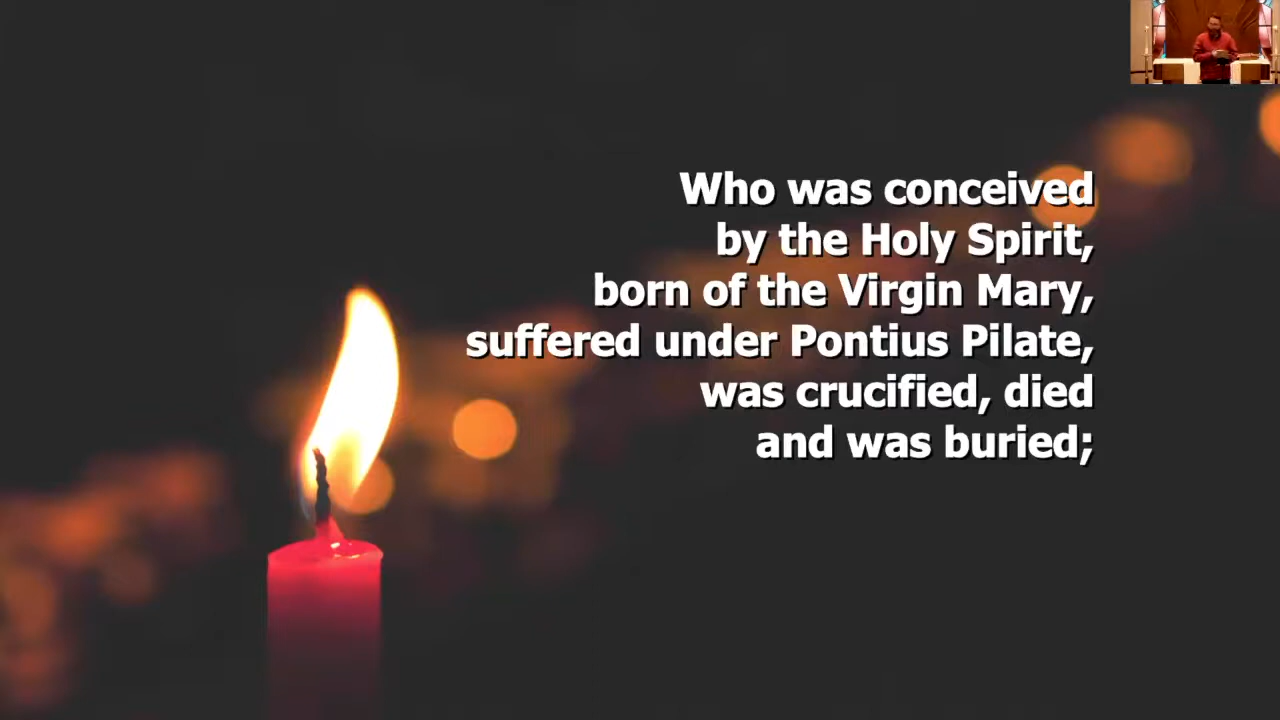 Who was conceived
by the Holy Spirit,
born of the Virgin Mary,
suffered under Pontius Pilate,
was crucified, died
and was buried;